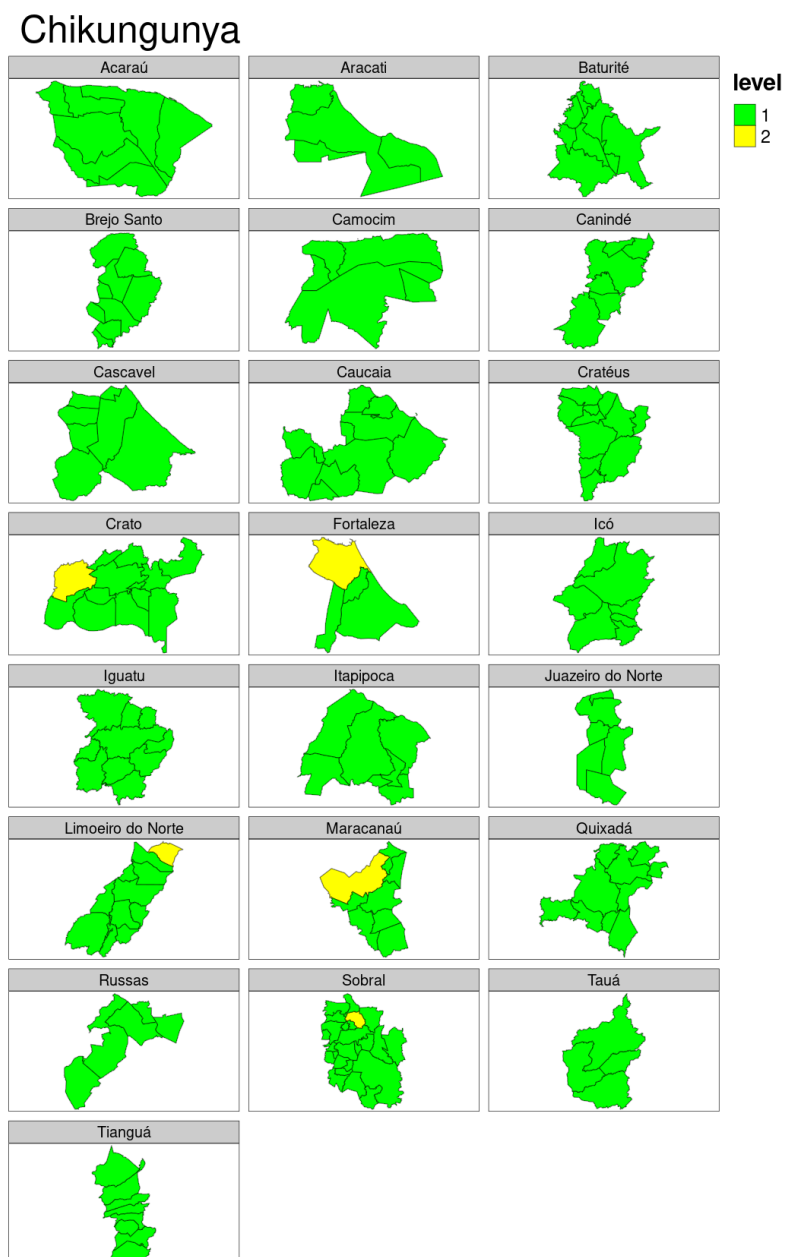 Chikungunya
Acaraú
Aracati
Baturité
level
1
2
Brejo Santo
Camocim
Canindé
Cascavel
Caucaia
Cratéus
Crato
Fortaleza
Icó
Iguatu
Itapipoca
Juazeiro do Norte
Limoeiro do Norte
Maracanaú
Quixadá
Russas
Sobral
Tauá
Tianguá